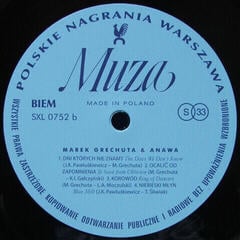 POLSKIE NAGRANIA WARSZAWA
Muza
BIEM
SXL 0752 b
MADE IN POLAND
S 33
MAREK GRECHUTA & ANAWA
1. DNI KTÓRYCH NIE ZNAMY The Days We Don't Know
(J.K. Pawluśkiewicz – M. Grechuta) 2. OCALIĆ OD
ZAPOMNIENIA To Save from Oblivion (M. Grechuta –
K.I. Gałczyński) 3. KOROWÓD King of Dancers
(M. Grechuta – L.A. Moczulski) 4. NIEBIESKI MŁYN
Blue Mill (J.K. Pawluśkiewicz – T. Śliwiak)
WSZYSTKIE PRAWA ZASTRZEŻONE KOPIOWANIE ODTWARZANIE PUBLICZNE I RADIOWE BEZ UPOWAŻNIENIA WZBRONIONE